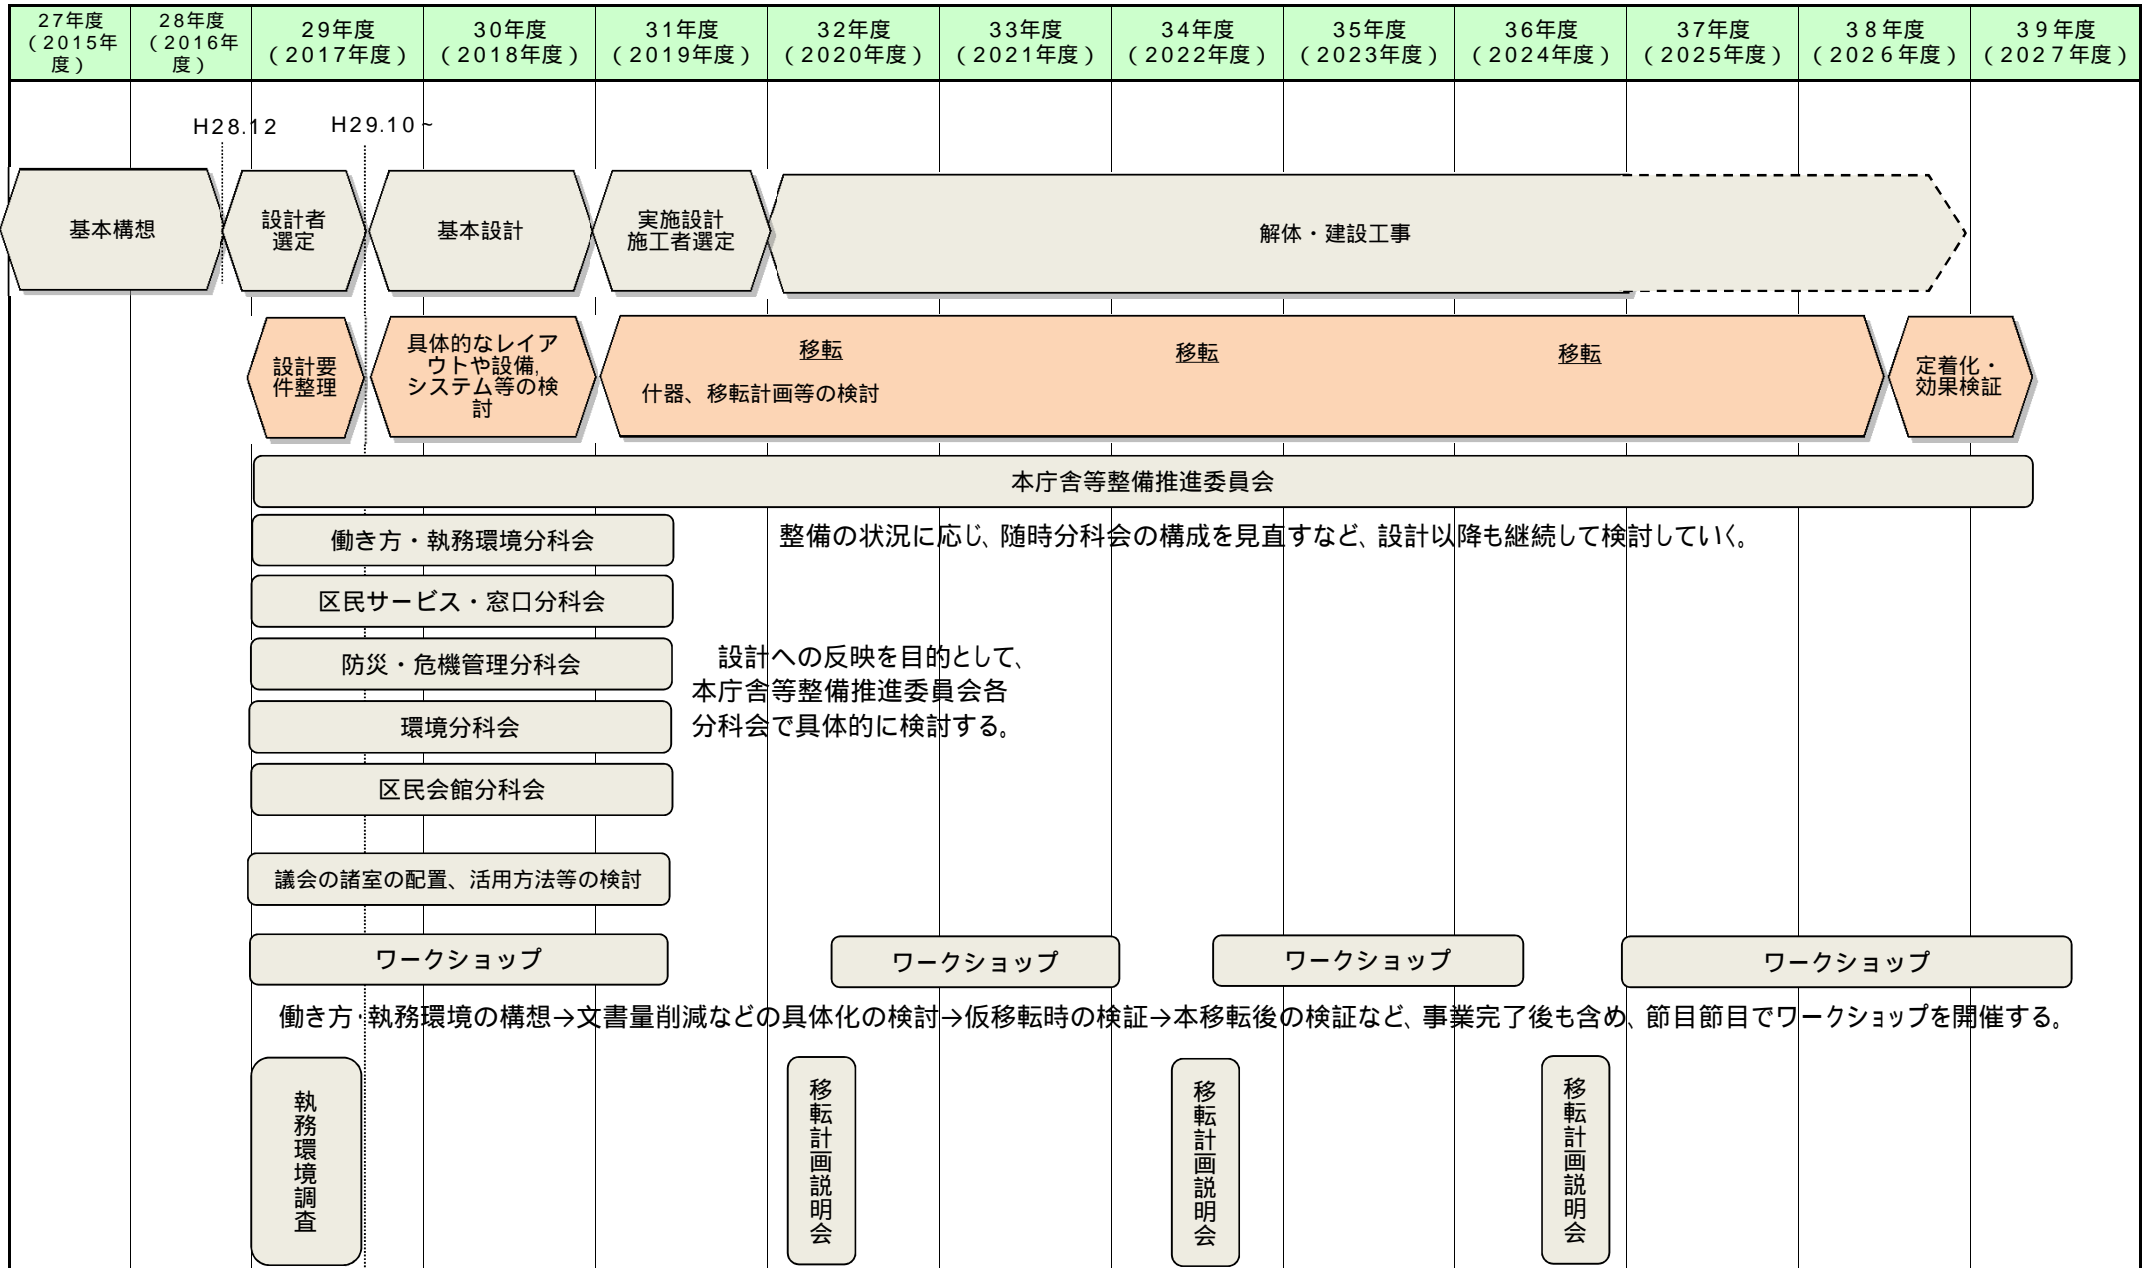 27年度
（2015年
度）
28年度
（2016年
度）
29年度
（2017年度）
30年度
（2018年度）
31年度
（2019年度）
32年度
（2020年度）
33年度
（2021年度）
34年度
（2022年度）
35年度
（2023年度）
36年度
（2024年度）
37年度
（2025年度）
３８年度
（2026年度）
３９年度
（2027年度）
H28.12
H29.10~
基本構想
設計者
選定
基本設計
実施設計
施工者選定
解体・建設工事
設計要
件整理
具体的なレイア
ウトや設備,
システム等の検
討
移転
移転
移転
什器、移転計画等の検討
定着化・
効果検証
本庁舎等整備推進委員会
働き方・執務環境分科会
整備の状況に応じ、随時分科会の構成を見直すなど、設計以降も継続して検討していく。
区民サービス・窓口分科会
防災・危機管理分科会
設計への反映を目的として、
本庁舎等整備推進委員会各
分科会で具体的に検討する。
環境分科会
区民会館分科会
議会の諸室の配置、活用方法等の検討
ワークショップ
ワークショップ
ワークショップ
ワークショップ
働き方・執務環境の構想→文書量削減などの具体化の検討→仮移転時の検証→本移転後の検証など、事業完了後も含め、節目節目でワークショップを開催する。
執務環境調査
移転計画説明会
移転計画説明会
移転計画説明会